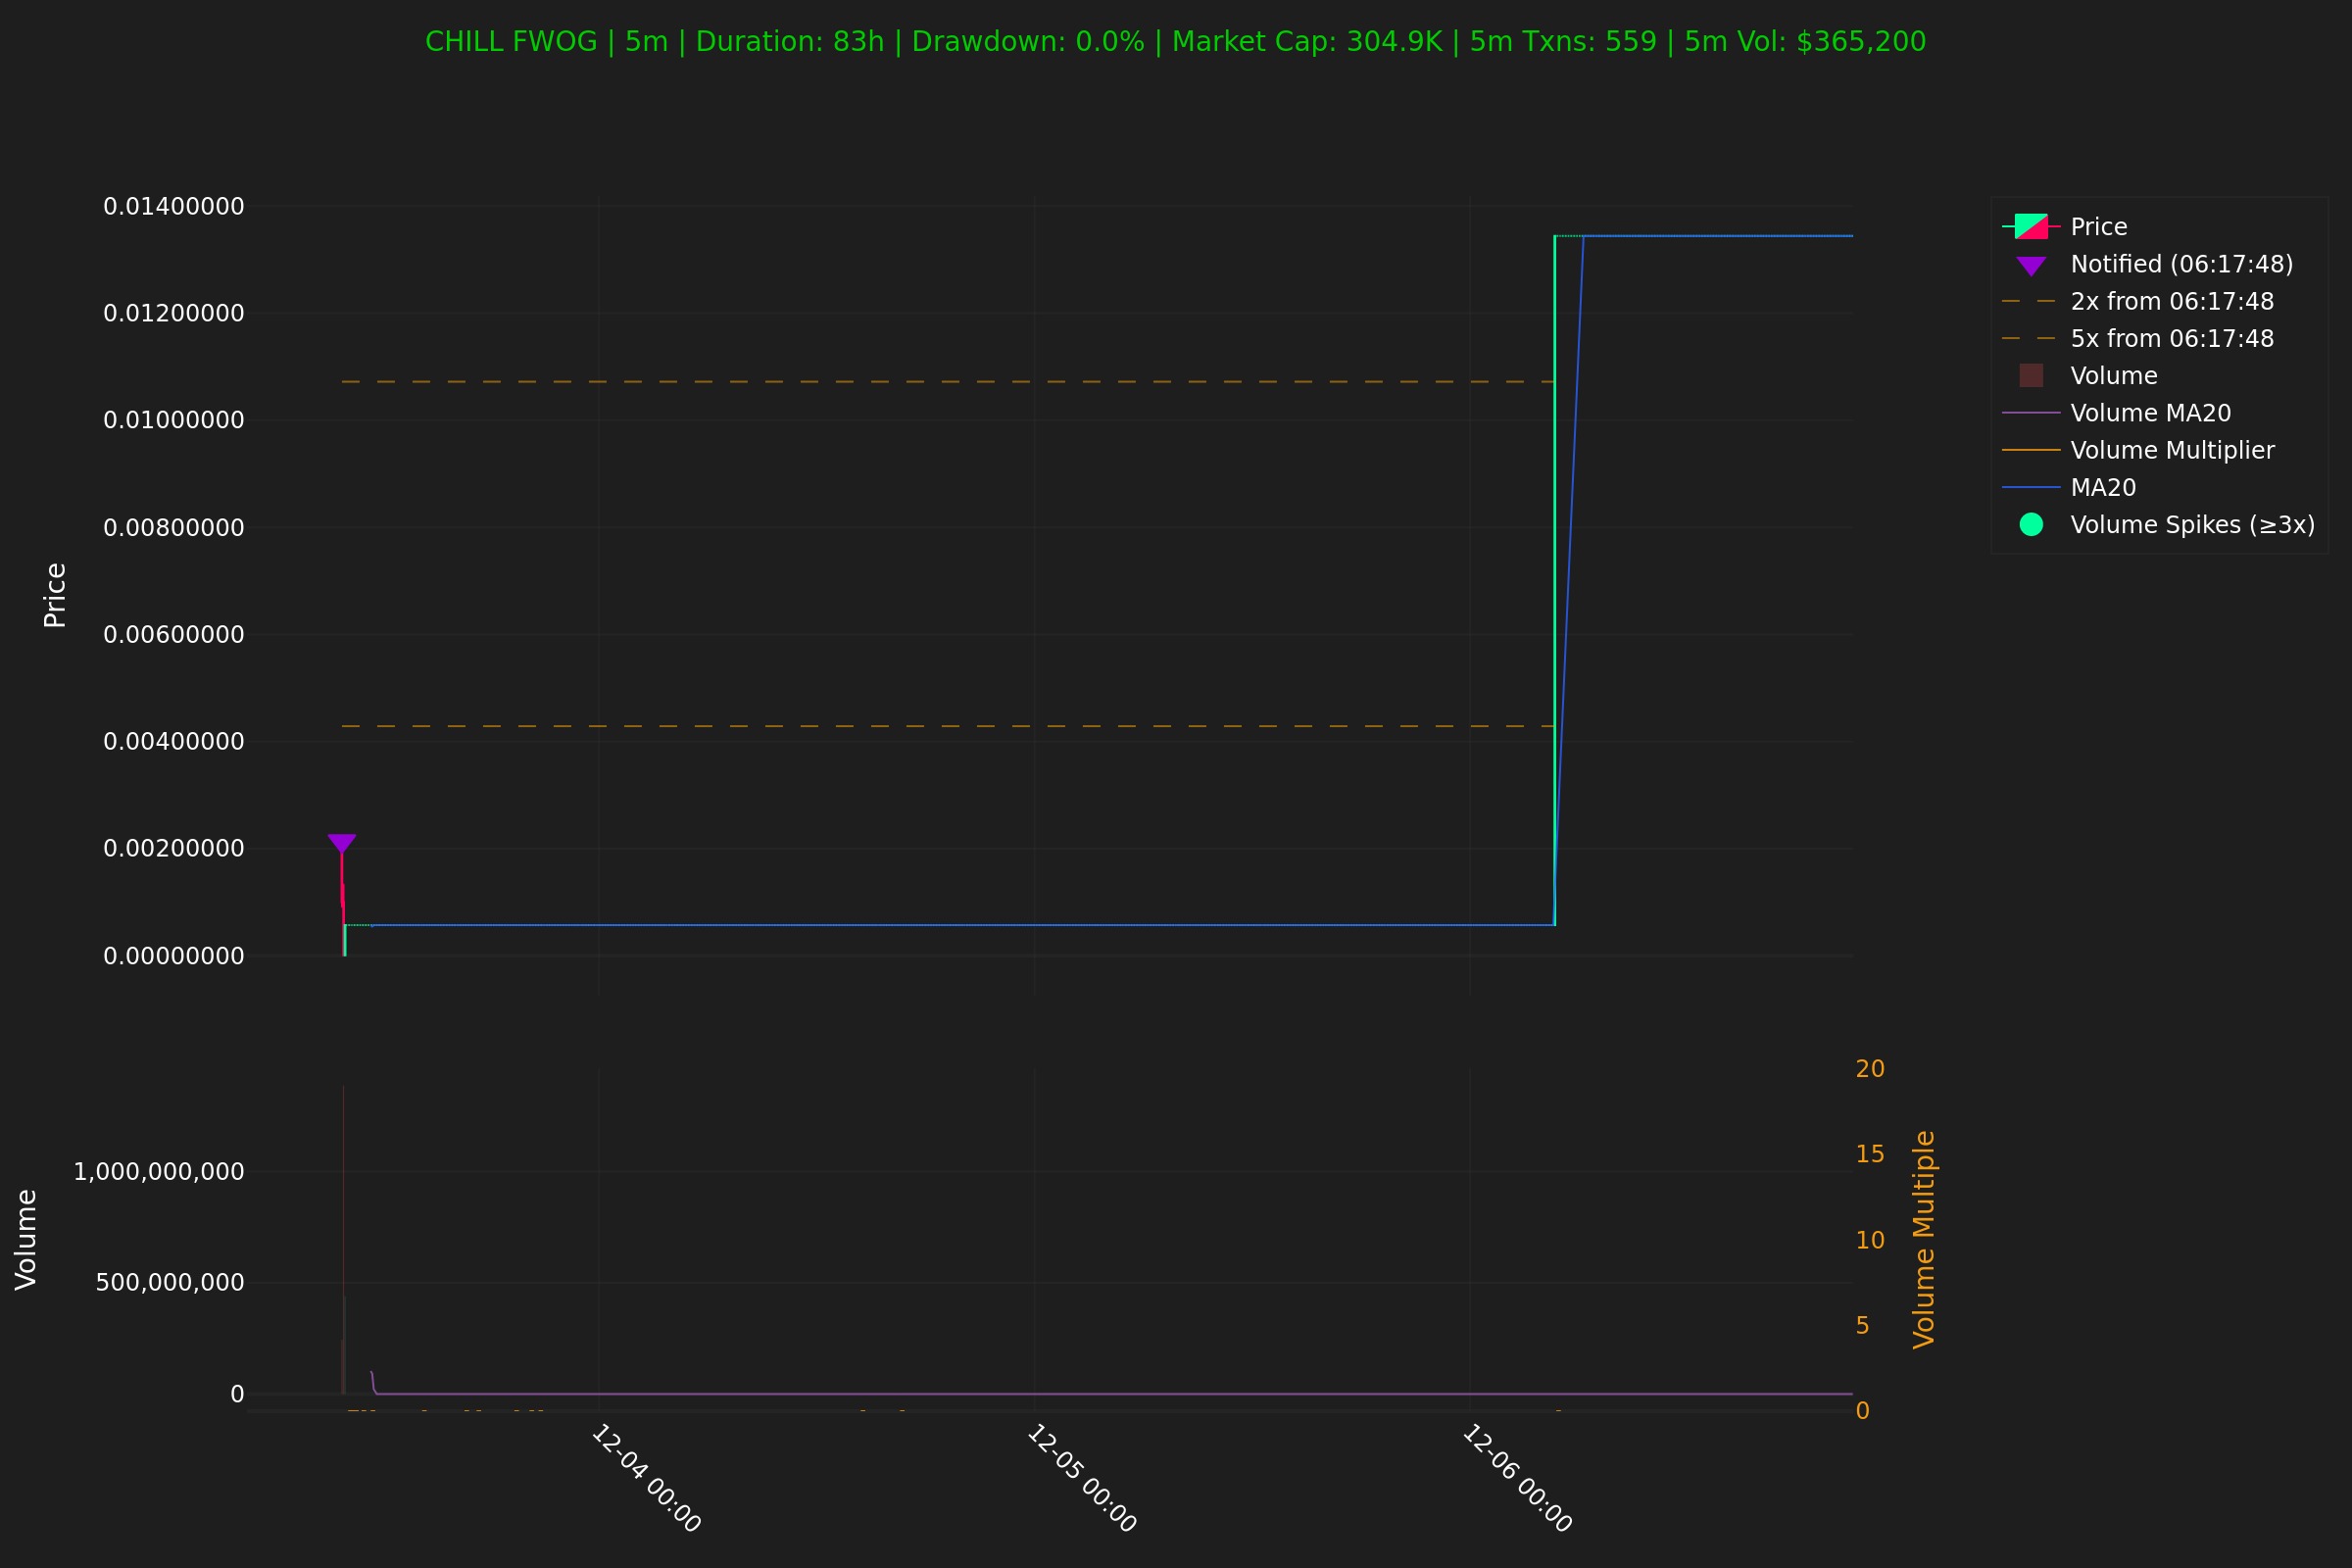 CHILL FWOG | 5m | Duration: 83h | Drawdown: 0.0% | Market Cap: 304.9K | 5m Txns: 559 | 5m Vol: $365,200
0.01400000
0.01200000
0.01000000
0.00800000
0.00600000
0.00400000
0.00200000
0.00000000
Price
Price
Notified (06:17:48)
2x from 06:17:48
5x from 06:17:48
Volume
Volume MA20
Volume Multiplier
MA20
Volume Spikes (≥3x)
1,000,000,000
500,000,000
0
Volume
20
15
10
5
0
Volume Multiple
12-04 00:00
12-05 00:00
12-06 00:00